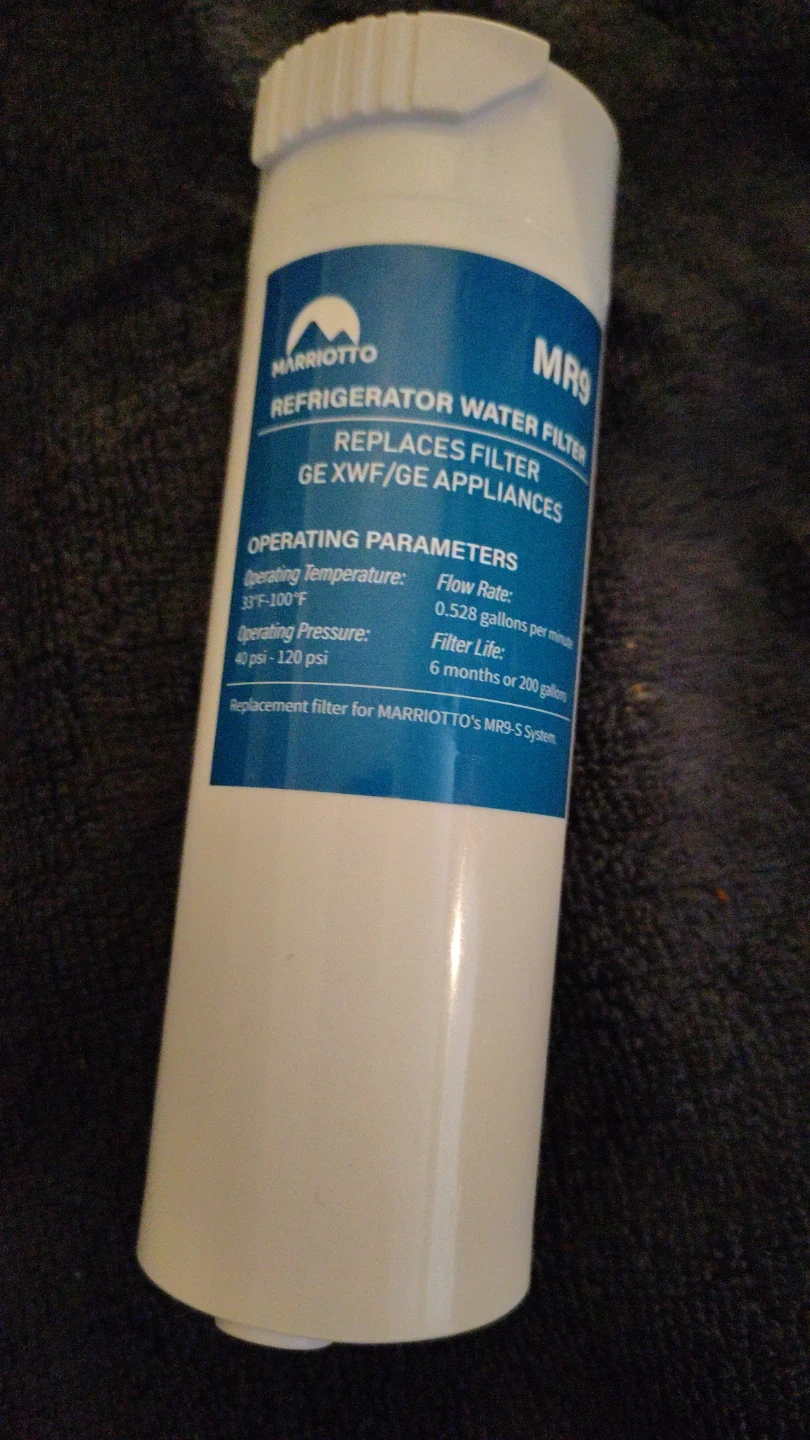 MARRIOTTO
MR9
REFRIGERATOR WATER FILTER
REPLACES FILTER
GE XWF/GE APPLIANCES
OPERATING PARAMETERS
Operating Temperature:
33°F-100°F
Operating Pressure:
40 psi - 120 psi
Flow Rate:
0.528 gallons per minute
Filter Life:
6 months or 200 gallons
Replacement filter for MARRIOTTO's MR9-S System.